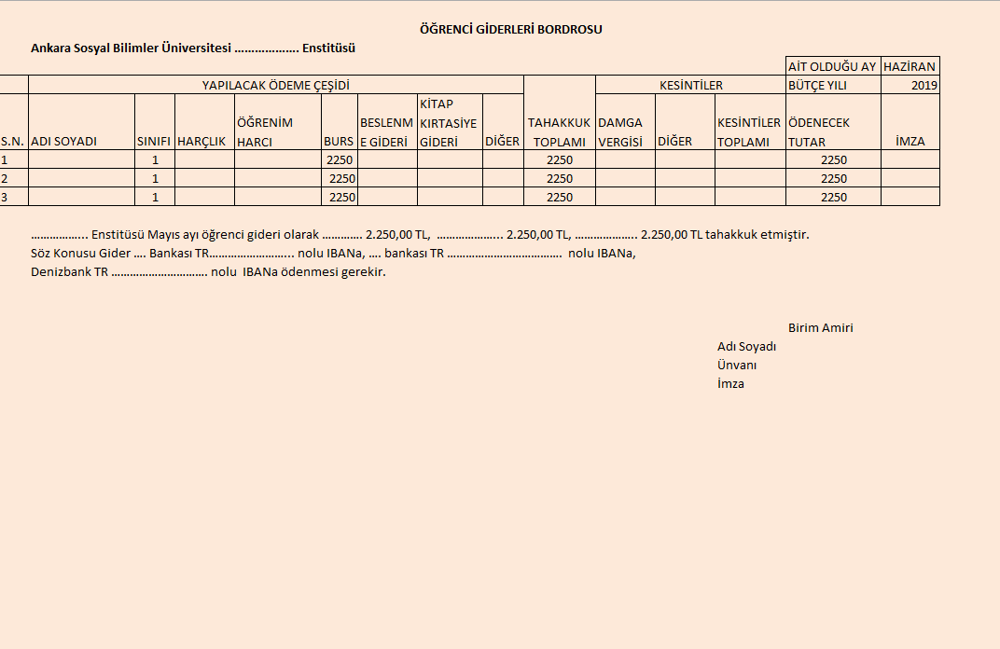 ÖĞRENCİ GİDERLERİ BORDROSU
Ankara Sosyal Bilimler Üniversitesi ................... Enstitüsü
AİT OLDUĞU AY HAZİRAN
YAPILACAK ÖDEME ÇEŞİDİ KESİNTİLER BÜTÇE YILI 2019
S.N. ADI SOYADI SINIFI HARÇLIK ÖĞRENİM HARCI BURS BESLENME GİDERİ KİTAP KIRTASİYE GİDERİ DİĞER TAHAKKUK TOPLAMI DAMGA VERGİSİ DİĞER KESİNTİLER TOPLAMI ÖDENECEK TUTAR İMZA
1 1 2250 2250 2250
2 1 2250 2250 2250
3 1 2250 2250 2250
................. Enstitüsü Mayıs ayı öğrenci gideri olarak ............. 2.250,00 TL, .................... 2.250,00 TL, ................... 2.250,00 TL tahakkuk etmiştir.
Söz Konusu Gider .... Bankası TR.......................... nolu IBANa, .... bankası TR .................................. nolu IBANa,
Denizbank TR ............................. nolu IBANa ödenmesi gerekir.
Birim Amiri
Adı Soyadı
Ünvanı
İmza